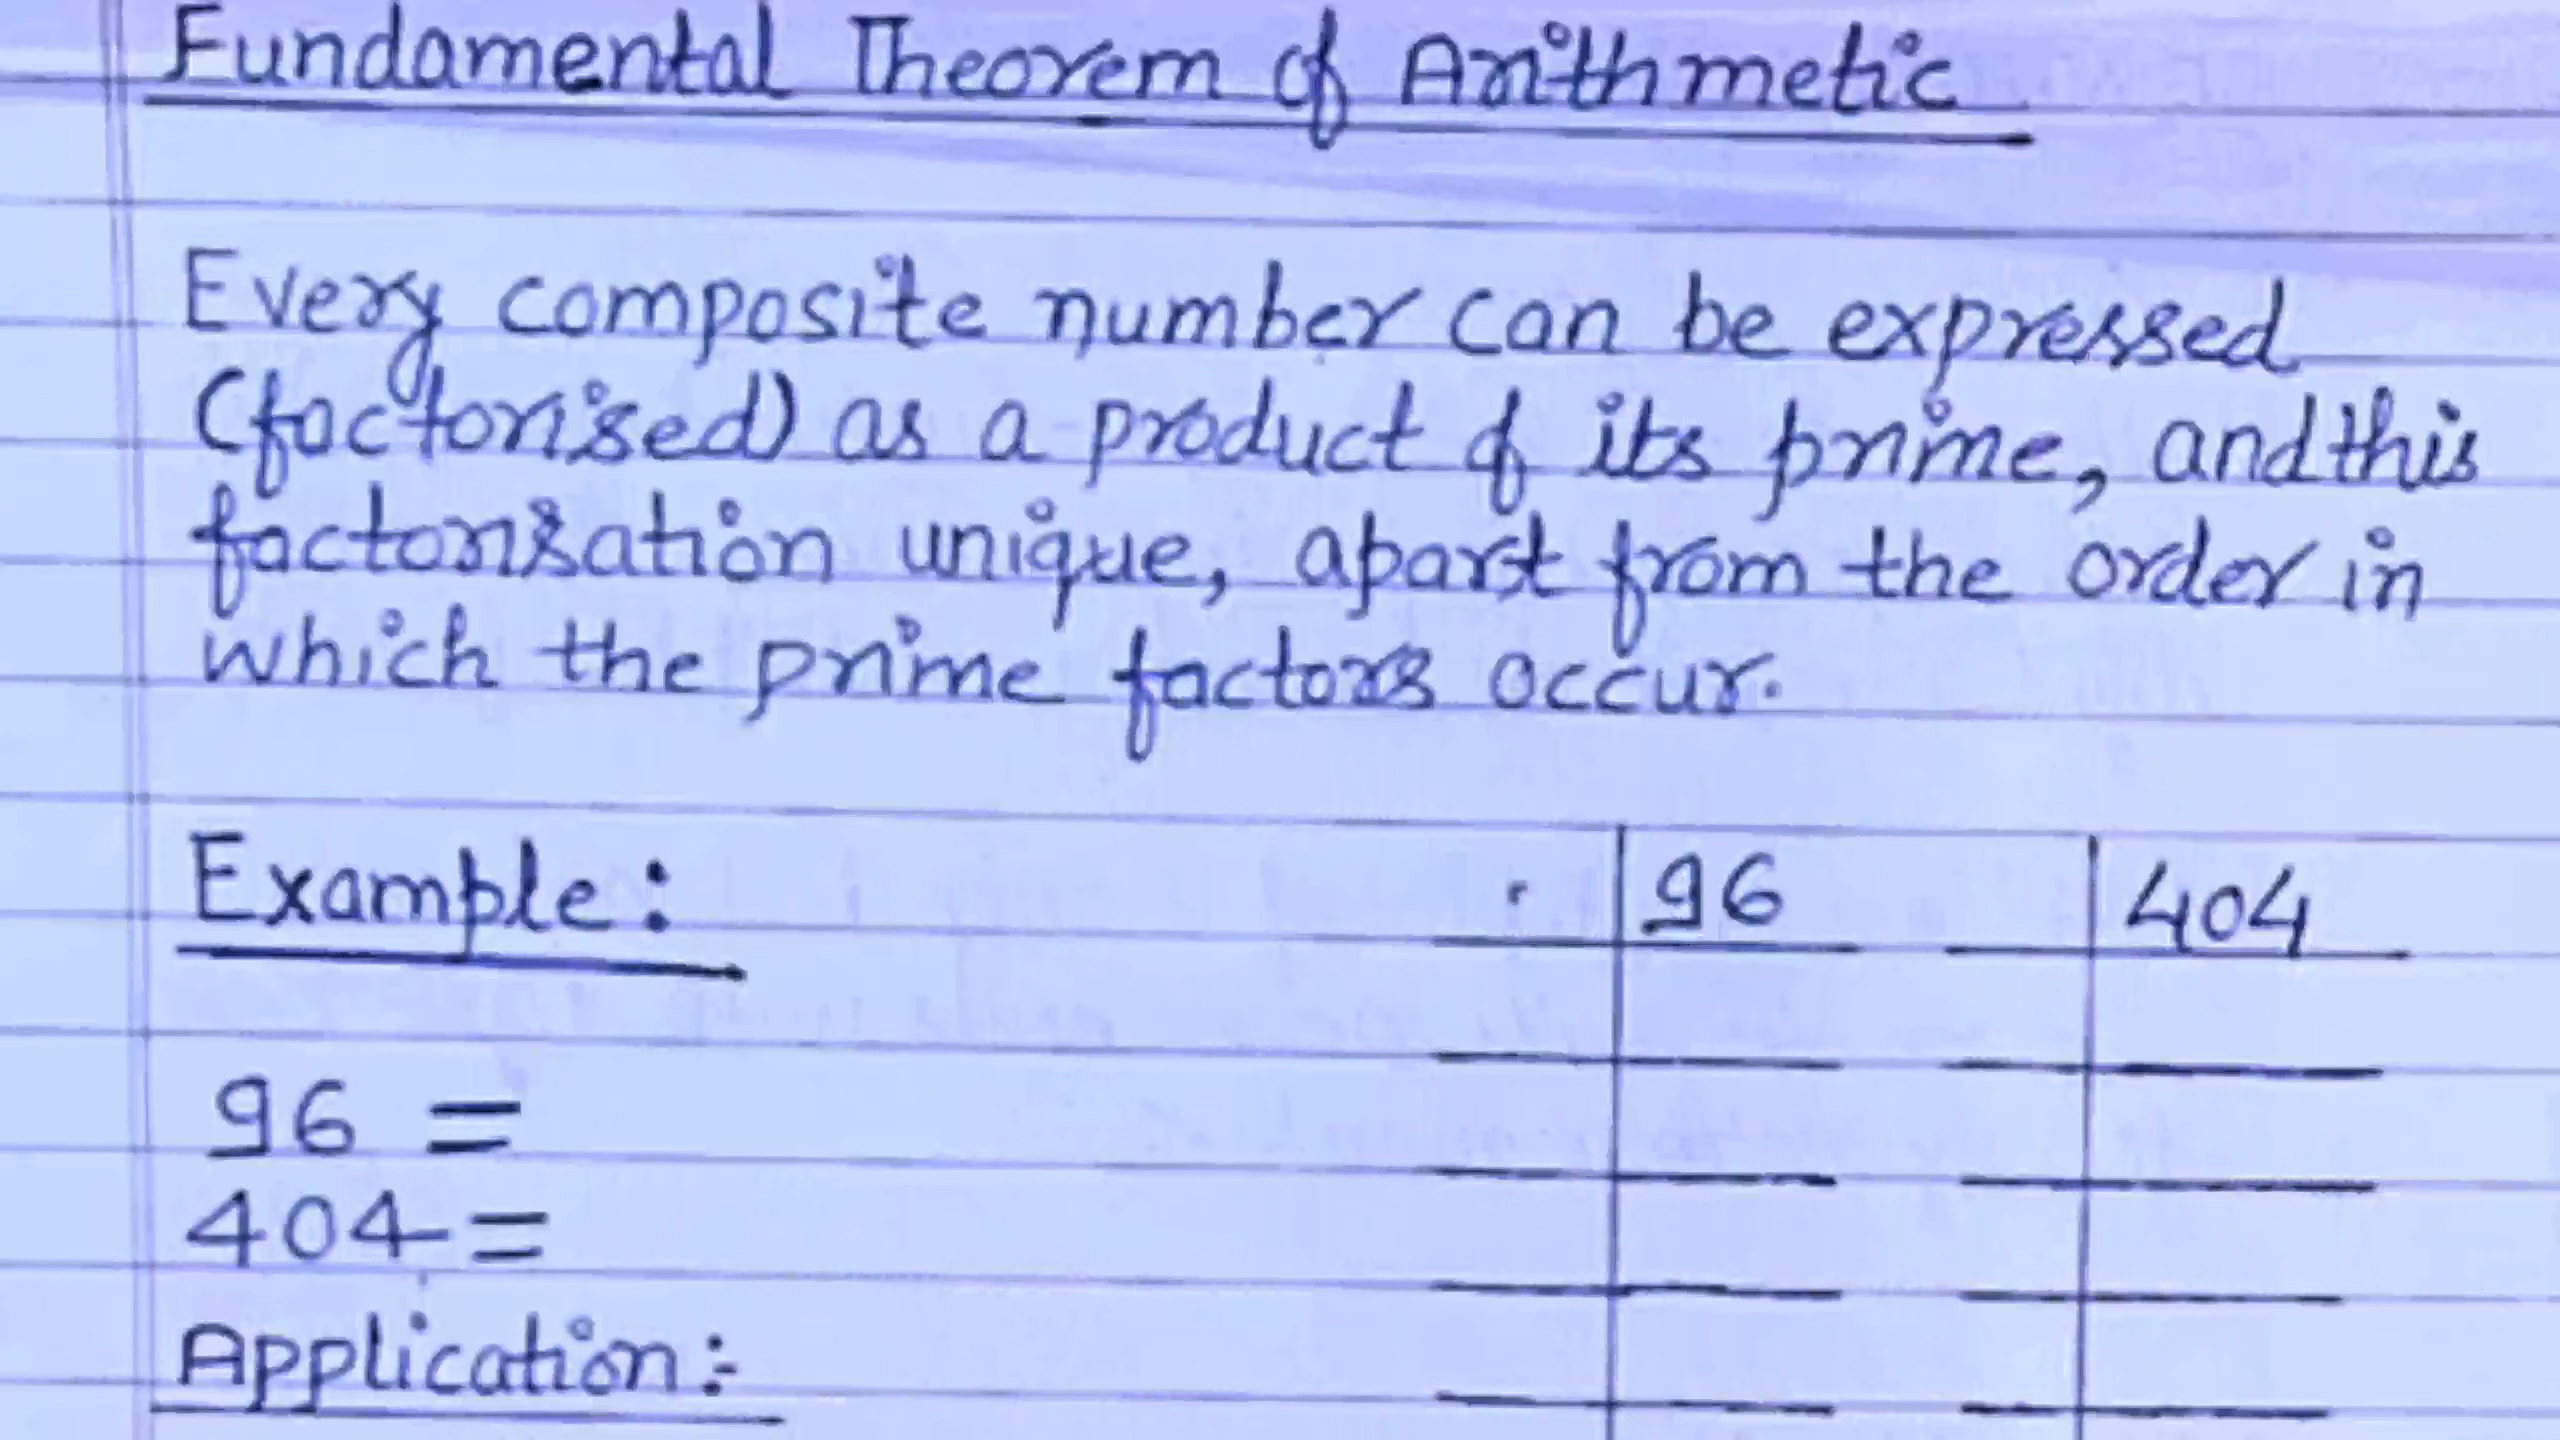 Fundamental Theorem of Arithmetic
Every composite number can be expressed
(factorised) as a product of its prime, and this
factorisation unique, apart from the order in
which the prime factors occur.
Example:
96
404
96 =
404 =
Application:-